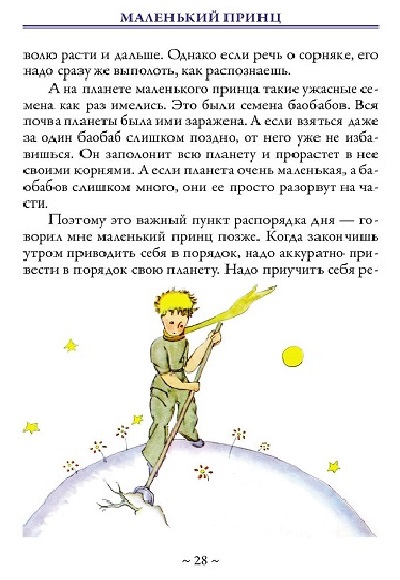 МАЛЕНЬКИЙ ПРИНЦ
волю расти и дальше. Однако если речь о сорняке, его
надо сразу же выполоть, как распознаешь.
А на планете маленького принца такие ужасные се-
мена как раз имелись. Это были семена баобабов. Вся
почва планеты была ими заражена. А если взяться даже
за один баобаб слишком поздно, от него уже не изба-
вишься. Он заполонит всю планету и прорастет в нее
своими корнями. А если планета очень маленькая, а ба-
обабов слишком много, они ее просто разорвут на ча-
сти.
Поэтому это важный пункт распорядка дня — го-
ворил мне маленький принц позже. Когда закончишь
утром приводить себя в порядок, надо аккуратно при-
вести в порядок свою планету. Надо приучить себя ре-
~ 28 ~